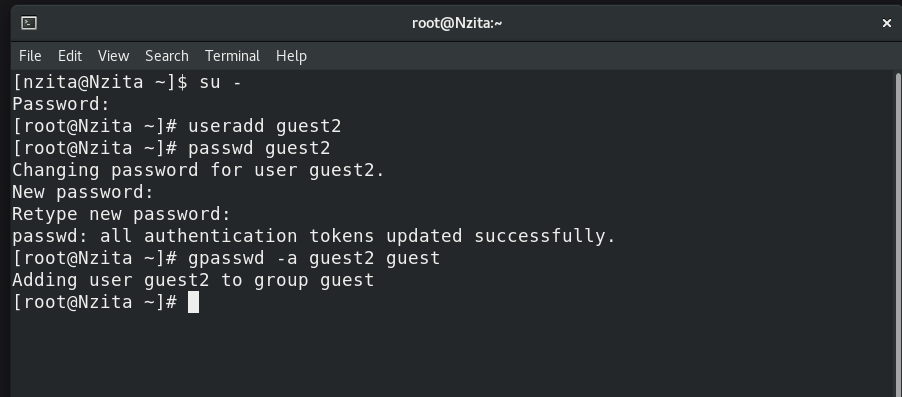 root@Nzita:~
File Edit View Search Terminal Help
[nzita@Nzita ~]$ su -
Password:
[root@Nzita ~]# useradd guest2
[root@Nzita ~]# passwd guest2
Changing password for user guest2.
New password:
Retype new password:
passwd: all authentication tokens updated successfully.
[root@Nzita ~]# gpasswd -a guest2 guest
Adding user guest2 to group guest
[root@Nzita ~]#